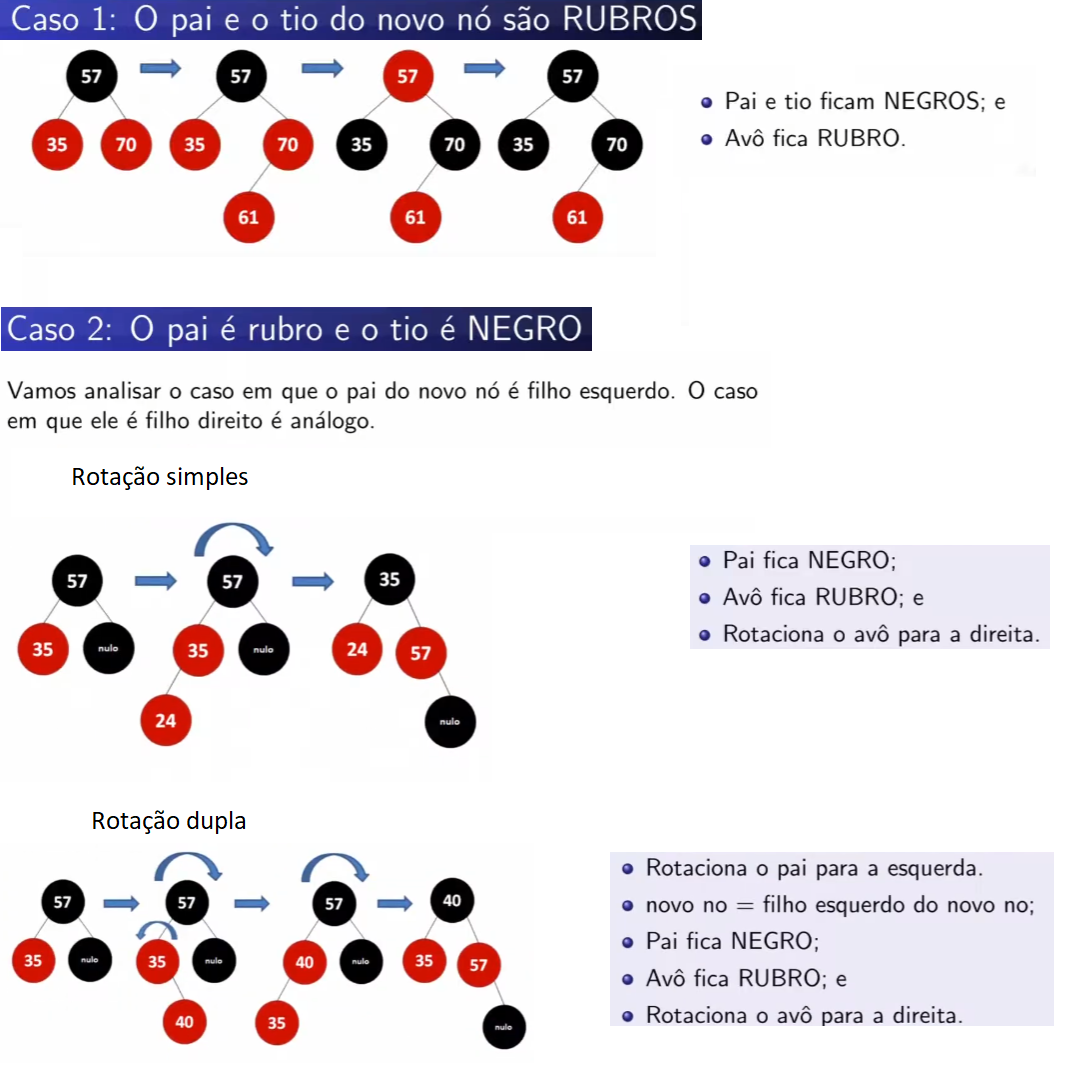 Caso 1: O pai e o tio do novo nó são RUBROS
57 57 57 57
35 70 35 70 35 70 35 70
61 61 61
Pai e tio ficam NEGROS; e
Avô fica RUBRO.
Caso 2: O pai é rubro e o tio é NEGRO
Vamos analisar o caso em que o pai do novo nó é filho esquerdo. O caso
em que ele é filho direito é análogo.
Rotação simples
57 57 35
35 nulo 35 nulo 24 57
24 nulo
Pai fica NEGRO;
Avô fica RUBRO; e
Rotaciona o avô para a direita.
Rotação dupla
57 57 57 40
35 nulo 35 nulo 40 nulo 35 57
40 35 nulo
Rotaciona o pai para a esquerda.
novo no = filho esquerdo do novo no;
Pai fica NEGRO;
Avô fica RUBRO; e
Rotaciona o avô para a direita.